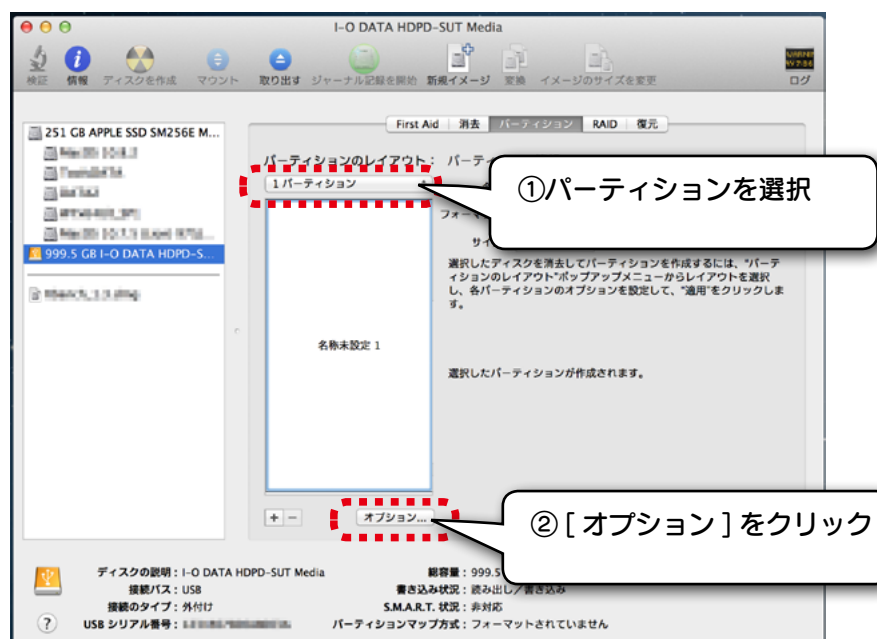 I-O DATA HDPD-SUT Media
検証 情報 ディスクを作成 マウント 取り出す ジャーナル記録を開始 新規イメージ 変換 イメージのサイズを変更 ログ
First Aid 消去 パーティション RAID 復元
251 GB APPLE SSD SM256E M...
999.5 GB I-O DATA HDPD-S...
パーティションのレイアウト:
1 パーティション
①パーティションを選択
選択したディスクを消去してパーティションを作成するには、"パーテ
ィションのレイアウト"ポップアップメニューからレイアウトを選択
し、各パーティションのオプションを設定して、"適用"をクリックしま
す。
名称未設定 1
選択したパーティションが作成されます。
+ −
オプション...
②[ オプション ] をクリック
ディスクの説明:I-O DATA HDPD-SUT Media
総容量:999.5
接続バス:USB
書き込み状況:読み出し/書き込み
接続のタイプ:外付け
S.M.A.R.T. 状況:非対応
? USB シリアル番号:
パーティションマップ方式:フォーマットされていません